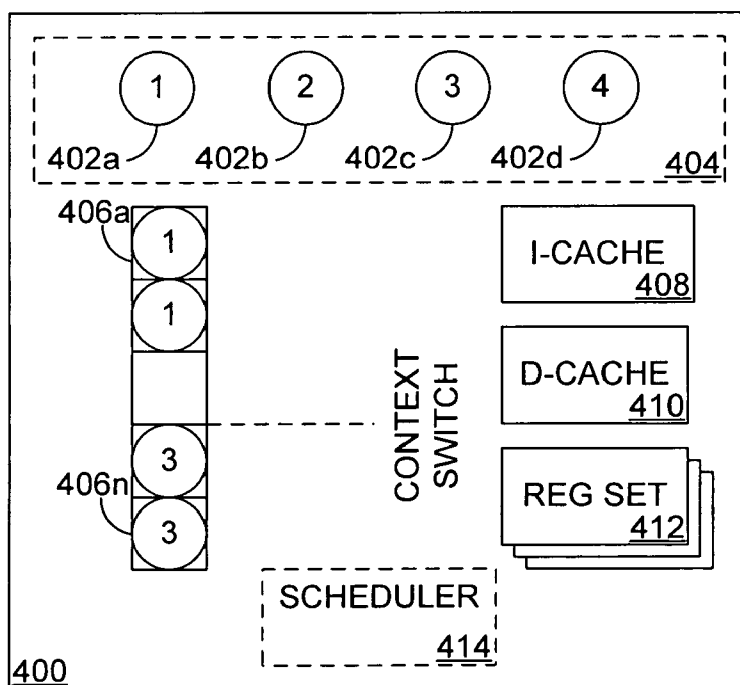 1 2 3 4
402a 402b 402c 402d
404
406a
1
1
3
406n
3
CONTEXT
SWITCH
I-CACHE
408
D-CACHE
410
REG SET
412
SCHEDULER
414
400